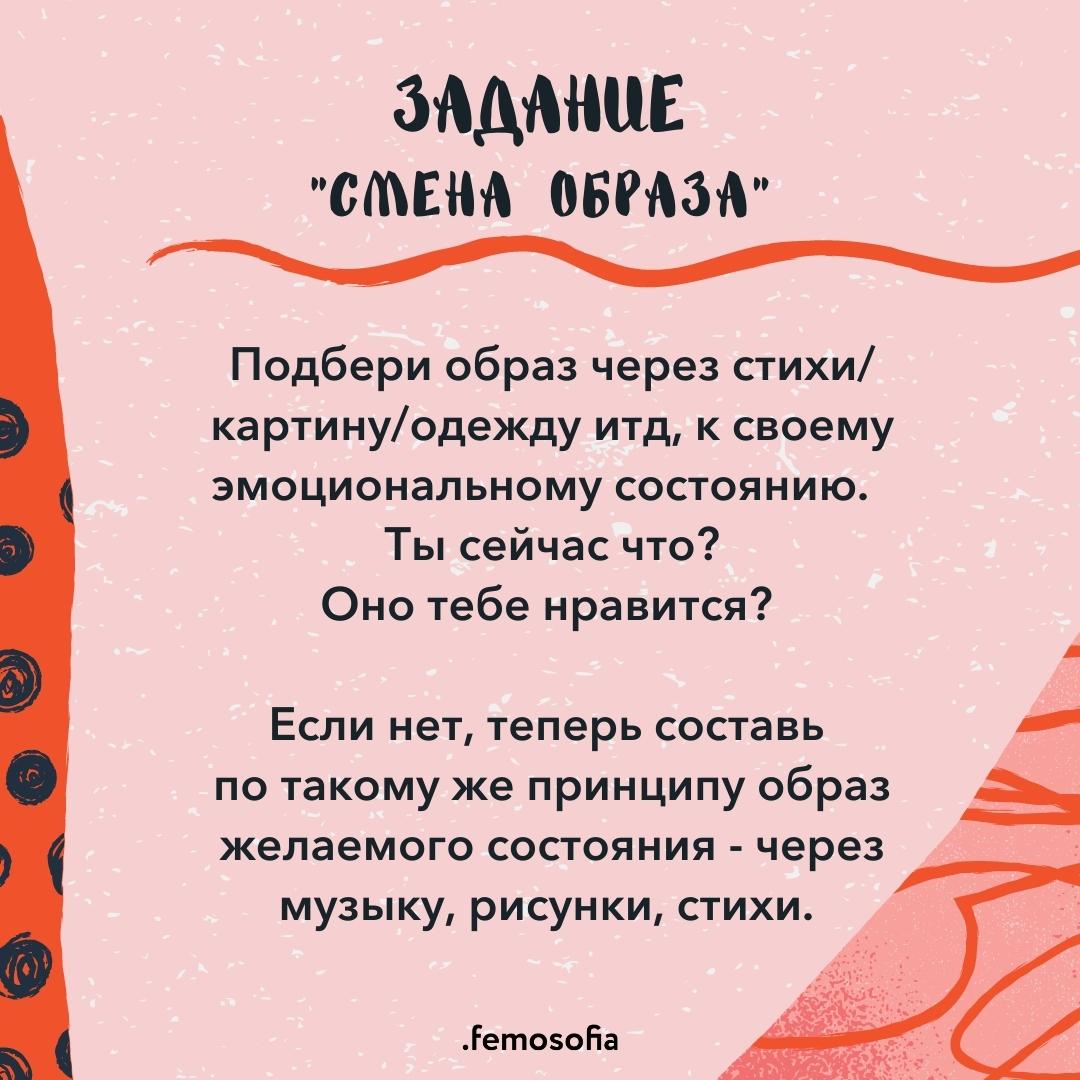 ЗАДАНИЕ
"СМЕНА ОБРАЗА"
Подбери образ через стихи/
картину/одежду итд, к своему
эмоциональному состоянию.
Ты сейчас что?
Оно тебе нравится?
Если нет, теперь составь
по такому же принципу образ
желаемого состояния - через
музыку, рисунки, стихи.
.femosofia